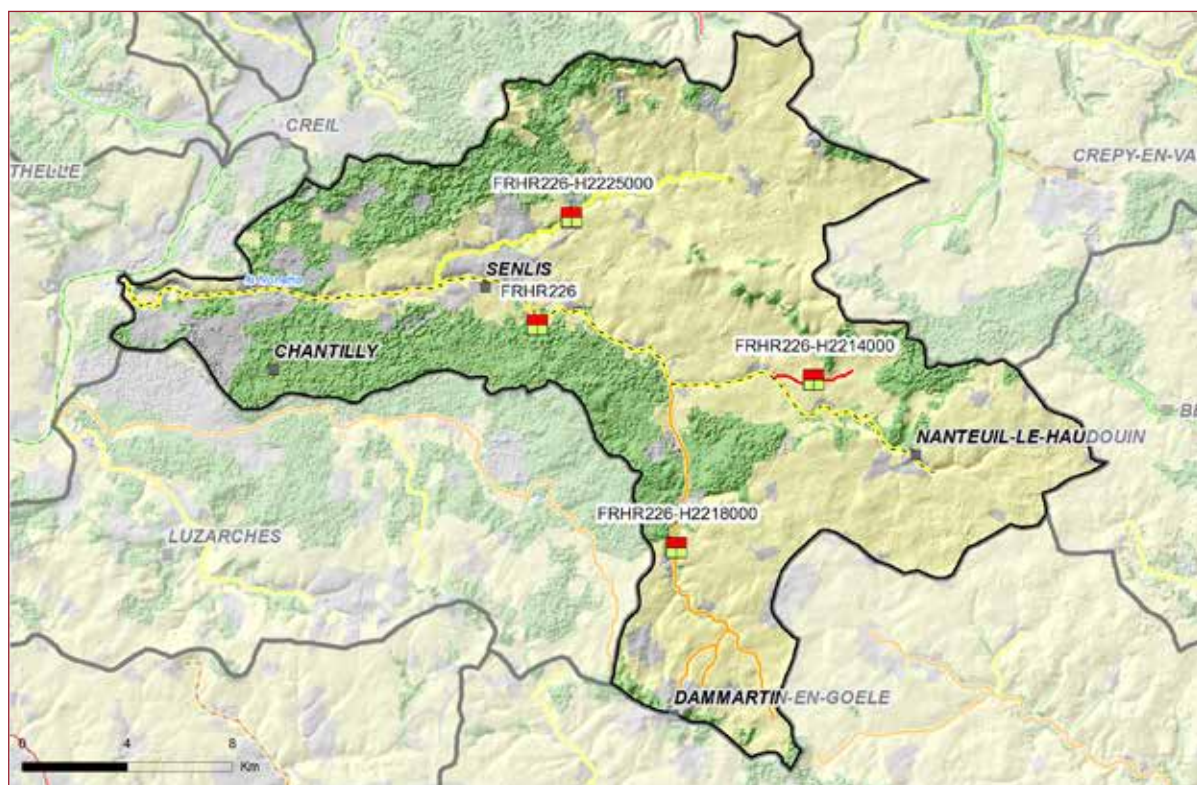 CREIL
THELLE
CREPY-EN-VA
FRHR226-H2225000
SENLIS
FRHR226
CHANTILLY
FRHR226-H2214000
BE
NANTEUIL-LE-HAUDOUIN
FRHR226-H2218000
LUZARCHES
DAMMARTIN-EN-GOELE
0 4 8
Km